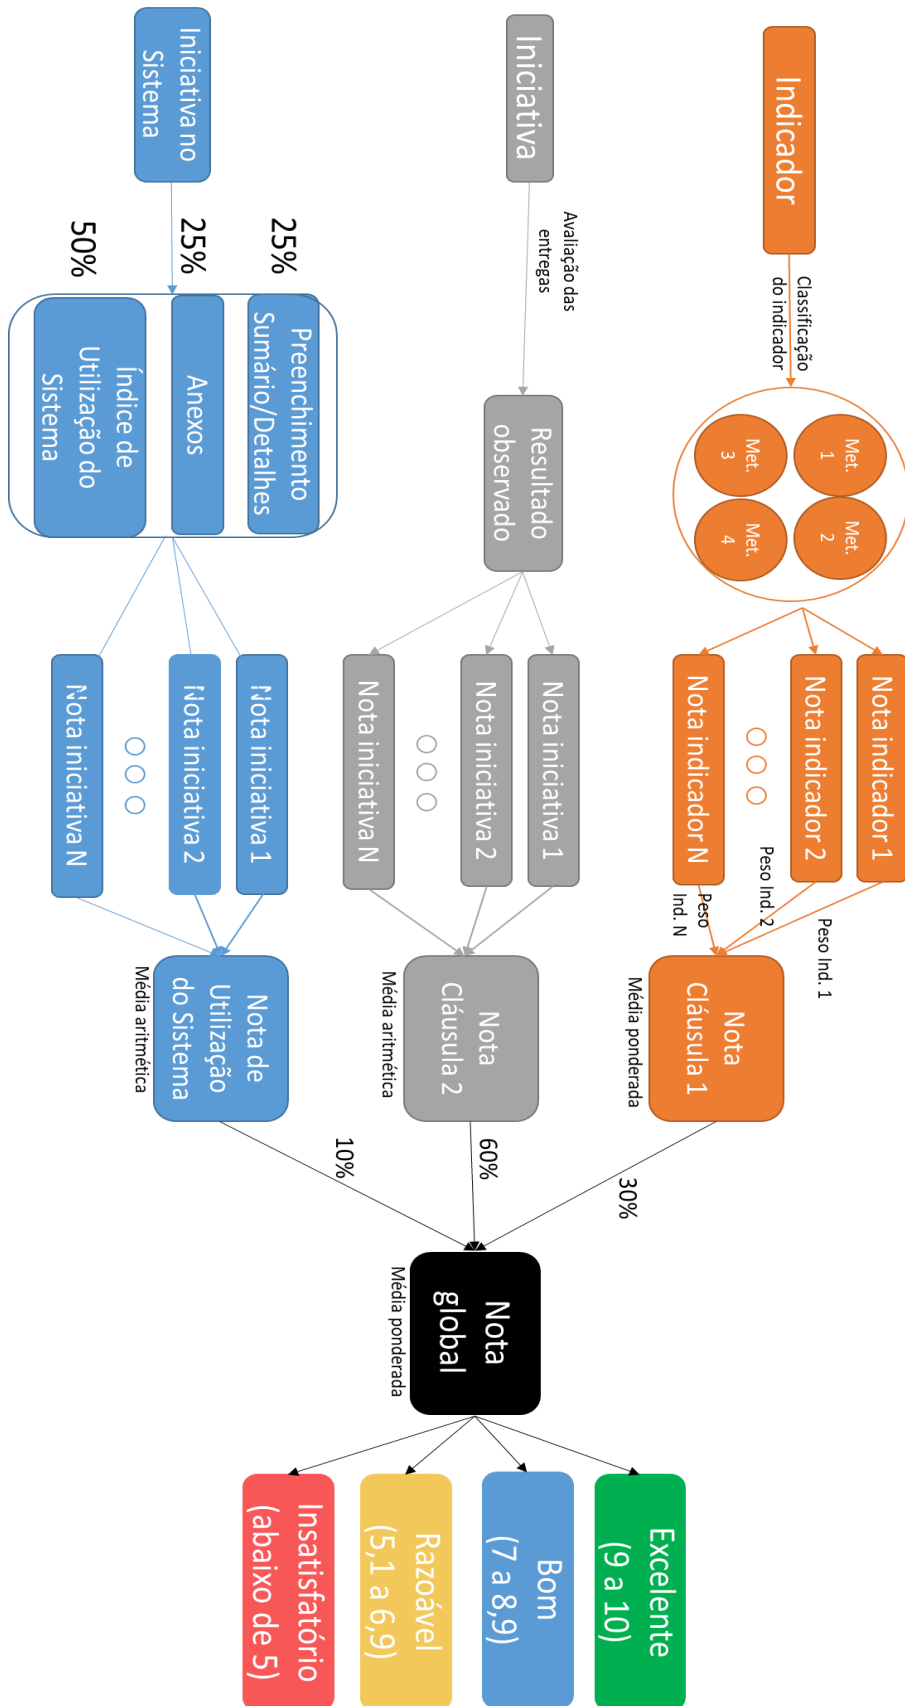 Indicador
Classificação
do indicador
Met.
1
Met.
2
Met.
3
Met.
4
Nota indicador 1
Nota indicador 2
Nota indicador N
Peso Ind. 1
Peso Ind. 2
Peso
Ind. N
Nota
Cláusula 1
Média ponderada
30%
Iniciativa
Avaliação das
entregas
Resultado
observado
Nota iniciativa 1
Nota iniciativa 2
Nota iniciativa N
Nota
Cláusula 2
Média aritmética
60%
Iniciativa no
Sistema
25%
25%
50%
Preenchimento
Sumário/Detalhes
Anexos
Índice de
Utilização do
Sistema
Nota iniciativa 1
Nota iniciativa 2
Nota iniciativa N
Nota de
Utilização
do Sistema
Média aritmética
10%
Nota
global
Média ponderada
Excelente
(9 a 10)
Bom
(7 a 8,9)
Razoável
(5,1 a 6,9)
Insatisfatório
(abaixo de 5)